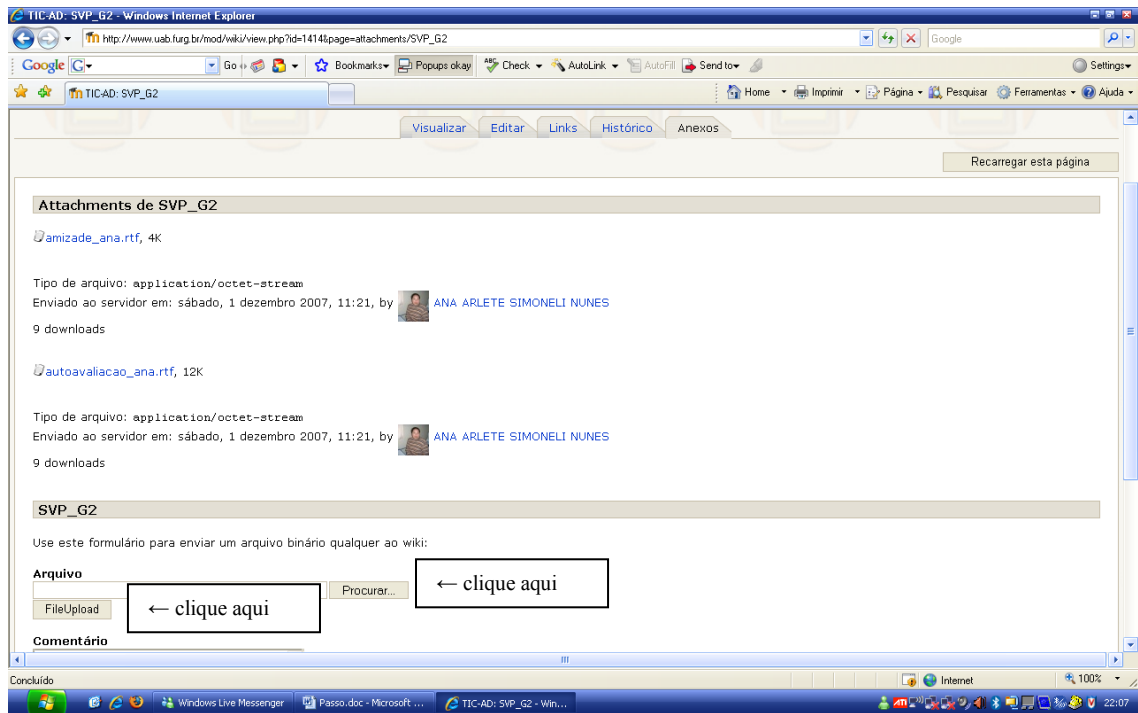 TIC-AD: SVP_G2 - Windows Internet Explorer
http://www.uab.furg.br/mod/wiki/view.php?id=1414&page=attachments/SVP_G2
Google
Google G Go Bookmarks Popups okay Check AutoLink AutoFill Send to Settings
TIC-AD: SVP_G2
Home Imprimir Página Pesquisar Ferramentas Ajuda
Visualizar Editar Links Histórico Anexos
Recarregar esta página
Attachments de SVP_G2
amizade_ana.rtf, 4K
Tipo de arquivo: application/octet-stream
Enviado ao servidor em: sábado, 1 dezembro 2007, 11:21, by ANA ARLETE SIMONELI NUNES
9 downloads
autoavaliacao_ana.rtf, 12K
Tipo de arquivo: application/octet-stream
Enviado ao servidor em: sábado, 1 dezembro 2007, 11:21, by ANA ARLETE SIMONELI NUNES
9 downloads
SVP_G2
Use este formulário para enviar um arquivo binário qualquer ao wiki:
Arquivo
Procurar...
← clique aqui
FileUpload
← clique aqui
Comentário
Concluído Internet 100%
Windows Live Messenger Passo.doc - Microsoft ... TIC-AD: SVP_G2 - Win... 22:07